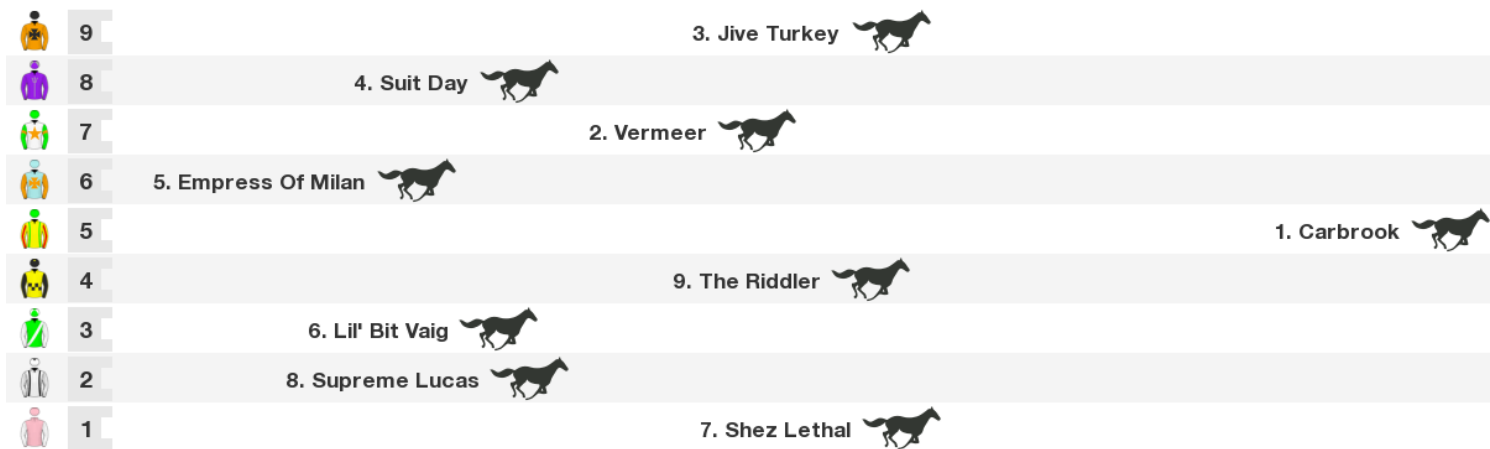 9 3. Jive Turkey
8 4. Suit Day
7 2. Vermeer
6 5. Empress Of Milan
5 1. Carbrook
4 9. The Riddler
3 6. Lil' Bit Vaig
2 8. Supreme Lucas
1 7. Shez Lethal